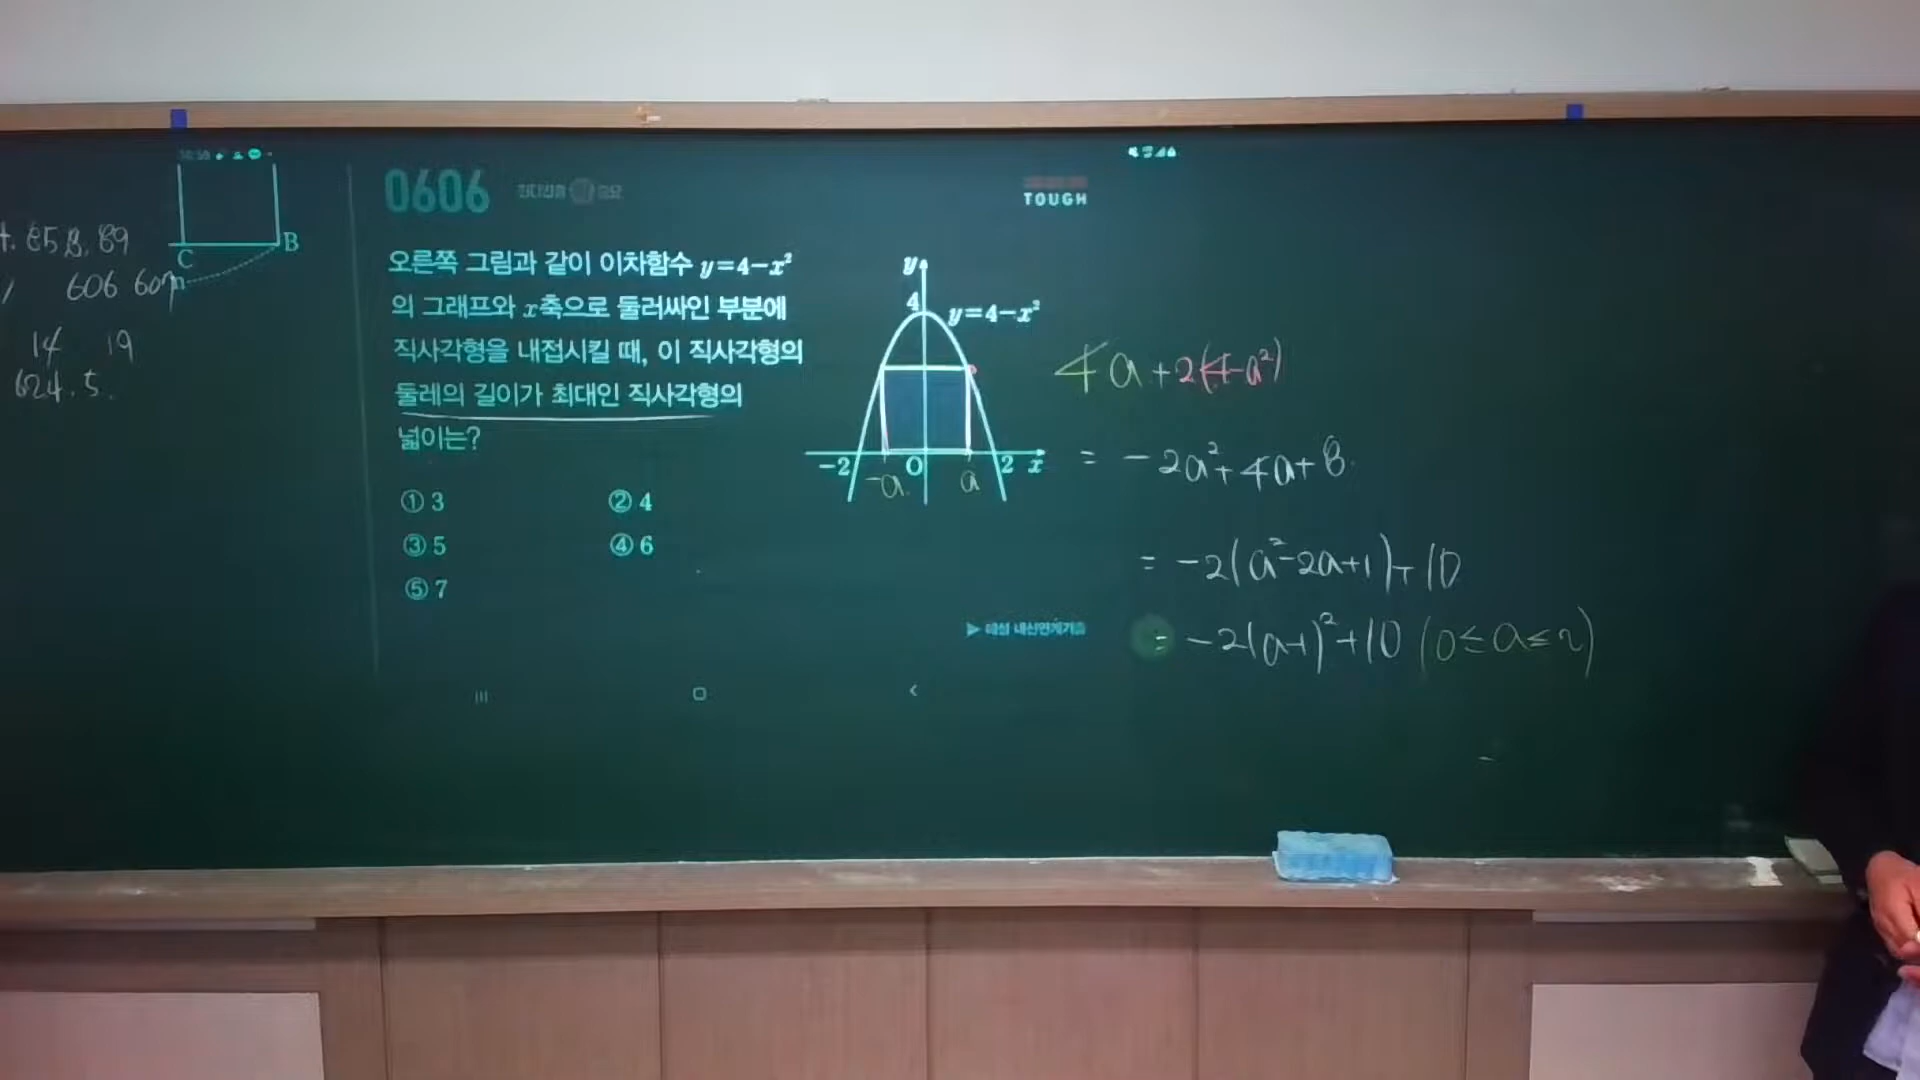 658. 89
606 607
14 19
624. 5.
C
B
0606
TOUGH
오른쪽 그림과 같이 이차함수 y=4-x²
의 그래프와 x축으로 둘러싸인 부분에
직사각형을 내접시킬 때, 이 직사각형의
둘레의 길이가 최대인 직사각형의
넓이는?
① 3 ② 4
③ 5 ④ 6
⑤ 7
y
4
y=4-x²
-2 O 2 x
-a a
4a+2(4-a²)
= -2a²+4a+8
= -2(a²-2a+1)+10
= -2(a-1)²+10 (0≤a≤2)